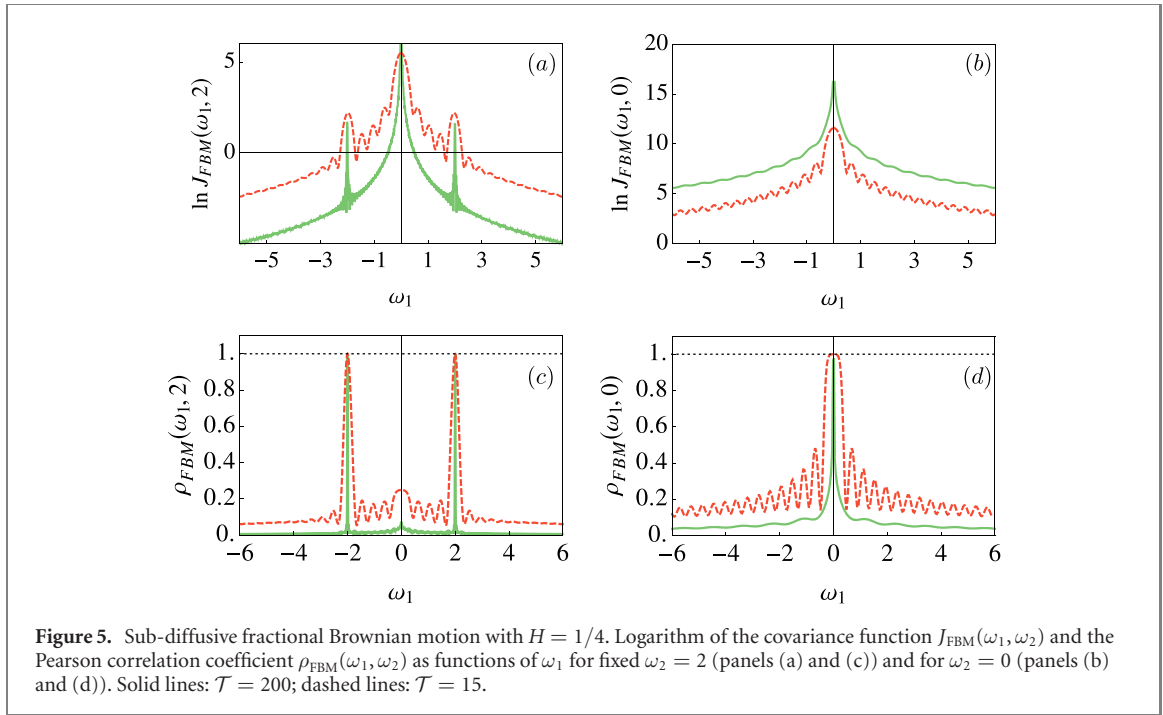 (a)
ln J_FBM(ω₁, 2)
5
0
−5 −3 −1 1 3 5
ω₁
(b)
ln J_FBM(ω₁, 0)
20
15
10
5
0
−5 −3 −1 1 3 5
ω₁
(c)
ρ_FBM(ω₁, 2)
1.
0.8
0.6
0.4
0.2
0.
−6 −4 −2 0 2 4 6
ω₁
(d)
ρ_FBM(ω₁, 0)
1.
0.8
0.6
0.4
0.2
0.
−6 −4 −2 0 2 4 6
ω₁
Figure 5. Sub-diffusive fractional Brownian motion with H = 1/4. Logarithm of the covariance function J_FBM(ω₁, ω₂) and the
Pearson correlation coefficient ρ_FBM(ω₁, ω₂) as functions of ω₁ for fixed ω₂ = 2 (panels (a) and (c)) and for ω₂ = 0 (panels (b)
and (d)). Solid lines: 𝒯 = 200; dashed lines: 𝒯 = 15.